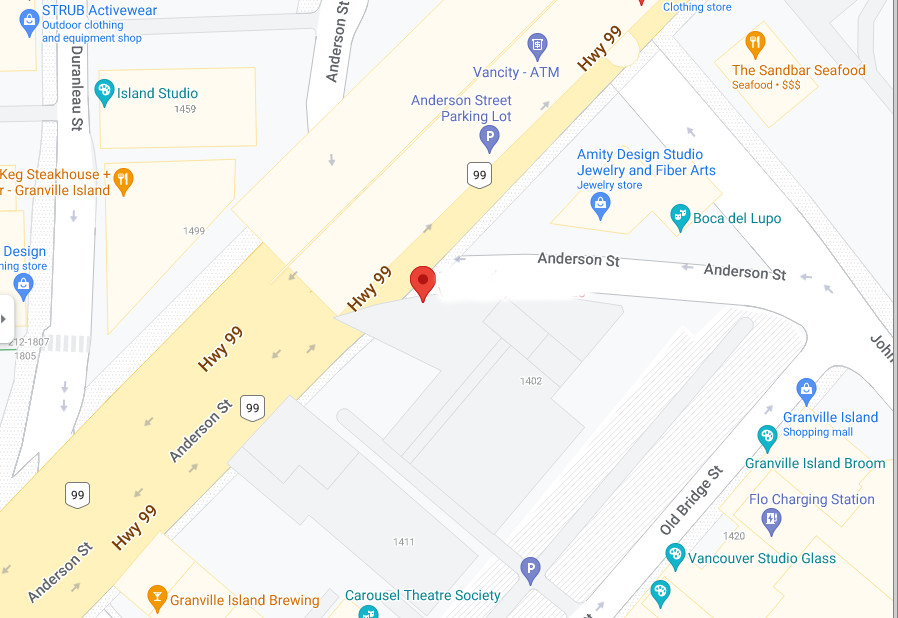 STRUB Activewear
Outdoor clothing
and equipment shop
Duranleau St
Anderson St
Clothing store
Hwy 99
Vancity - ATM
The Sandbar Seafood
Seafood • $$$
Island Studio
1459
Anderson Street
Parking Lot
P
Keg Steakhouse +
r - Granville Island
99
Amity Design Studio
Jewelry and Fiber Arts
Jewelry store
Boca del Lupo
1499
Design
ning store
Anderson St
Anderson St
Hwy 99
212-1807
1805
Hwy 99
John
1402
Anderson St
99
Granville Island
Shopping mall
Granville Island Broom
99
Hwy 99
Old Bridge St
Flo Charging Station
1420
1411
Anderson St
P
Vancouver Studio Glass
Granville Island Brewing
Carousel Theatre Society
St